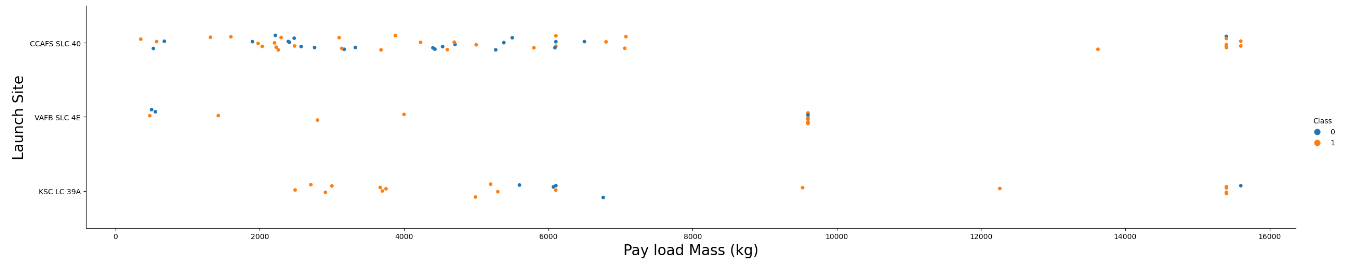 CCAFS SLC 40
VAFB SLC 4E
KSC LC 39A
Launch Site
0 2000 4000 6000 8000 10000 12000 14000 16000
Pay load Mass (kg)
Class
0
1